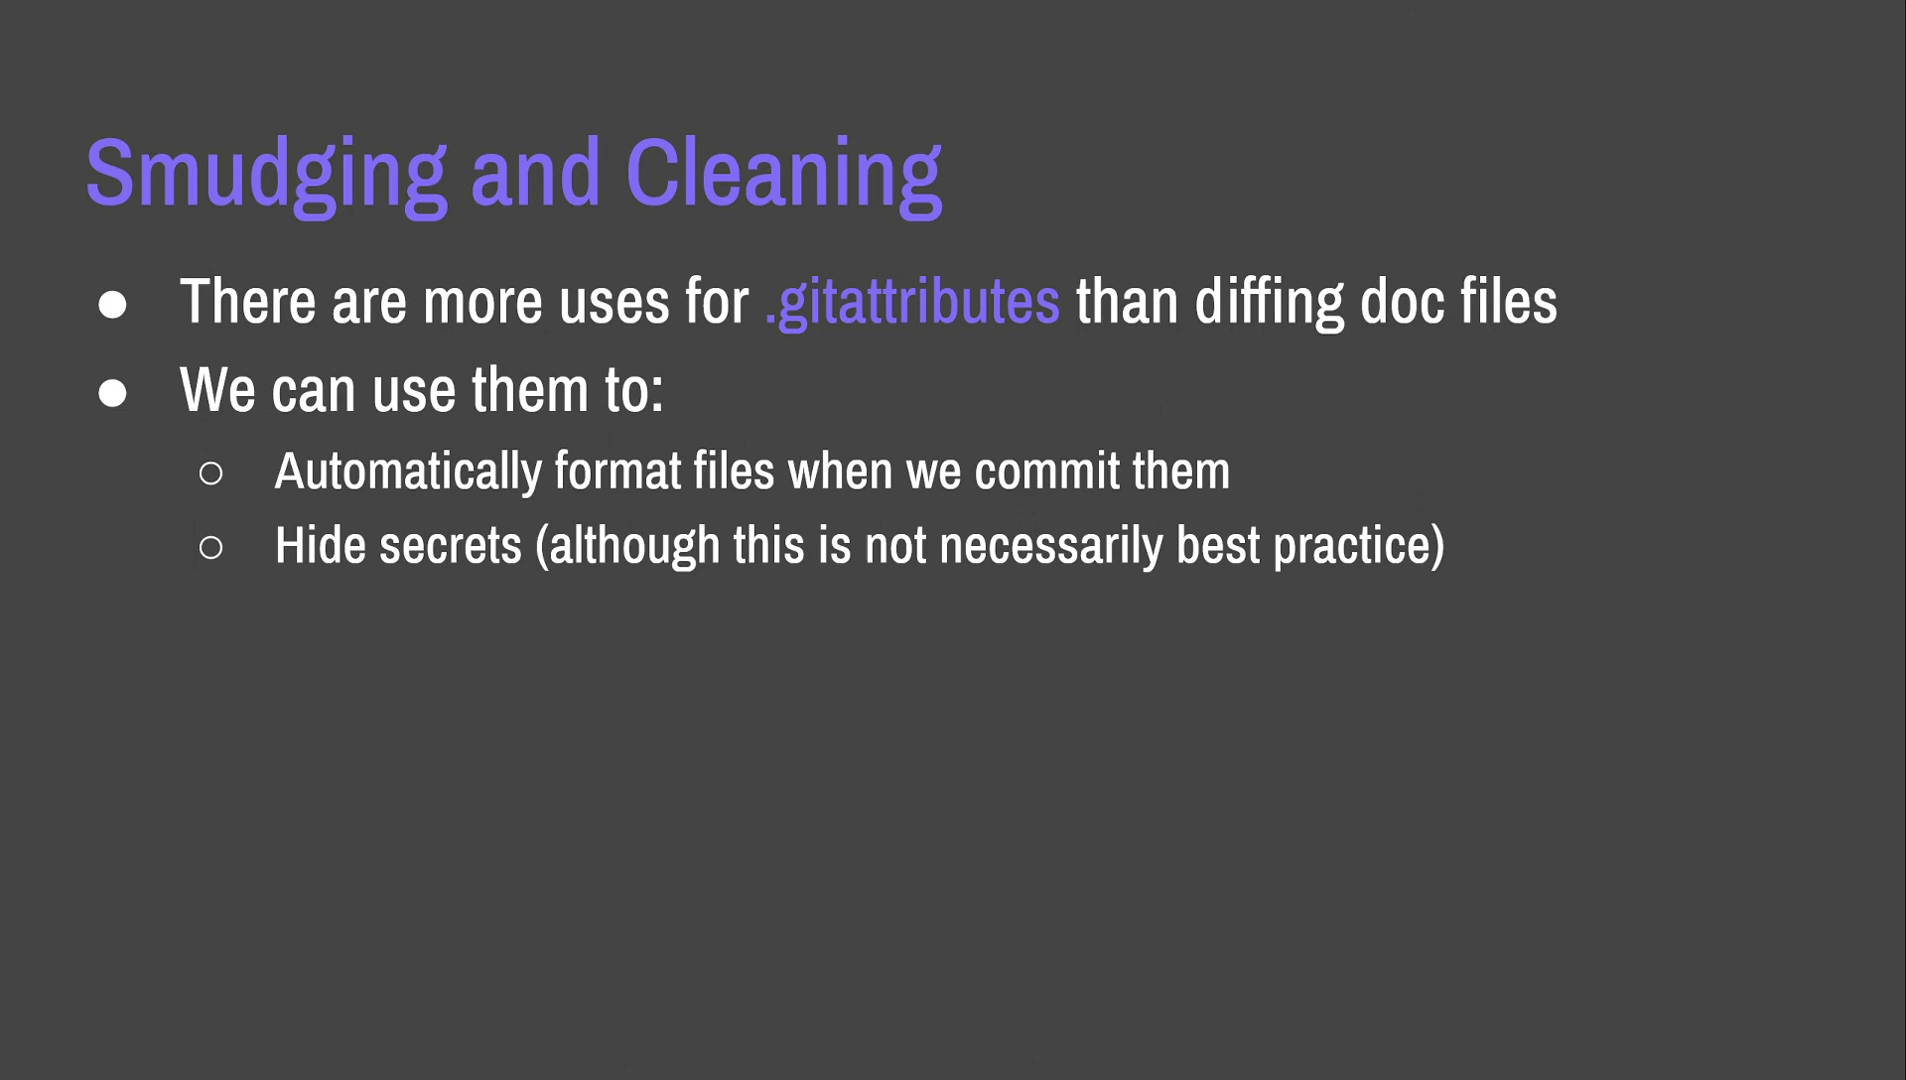 Smudging and Cleaning
● There are more uses for .gitattributes than diffing doc files
● We can use them to:
○ Automatically format files when we commit them
○ Hide secrets (although this is not necessarily best practice)